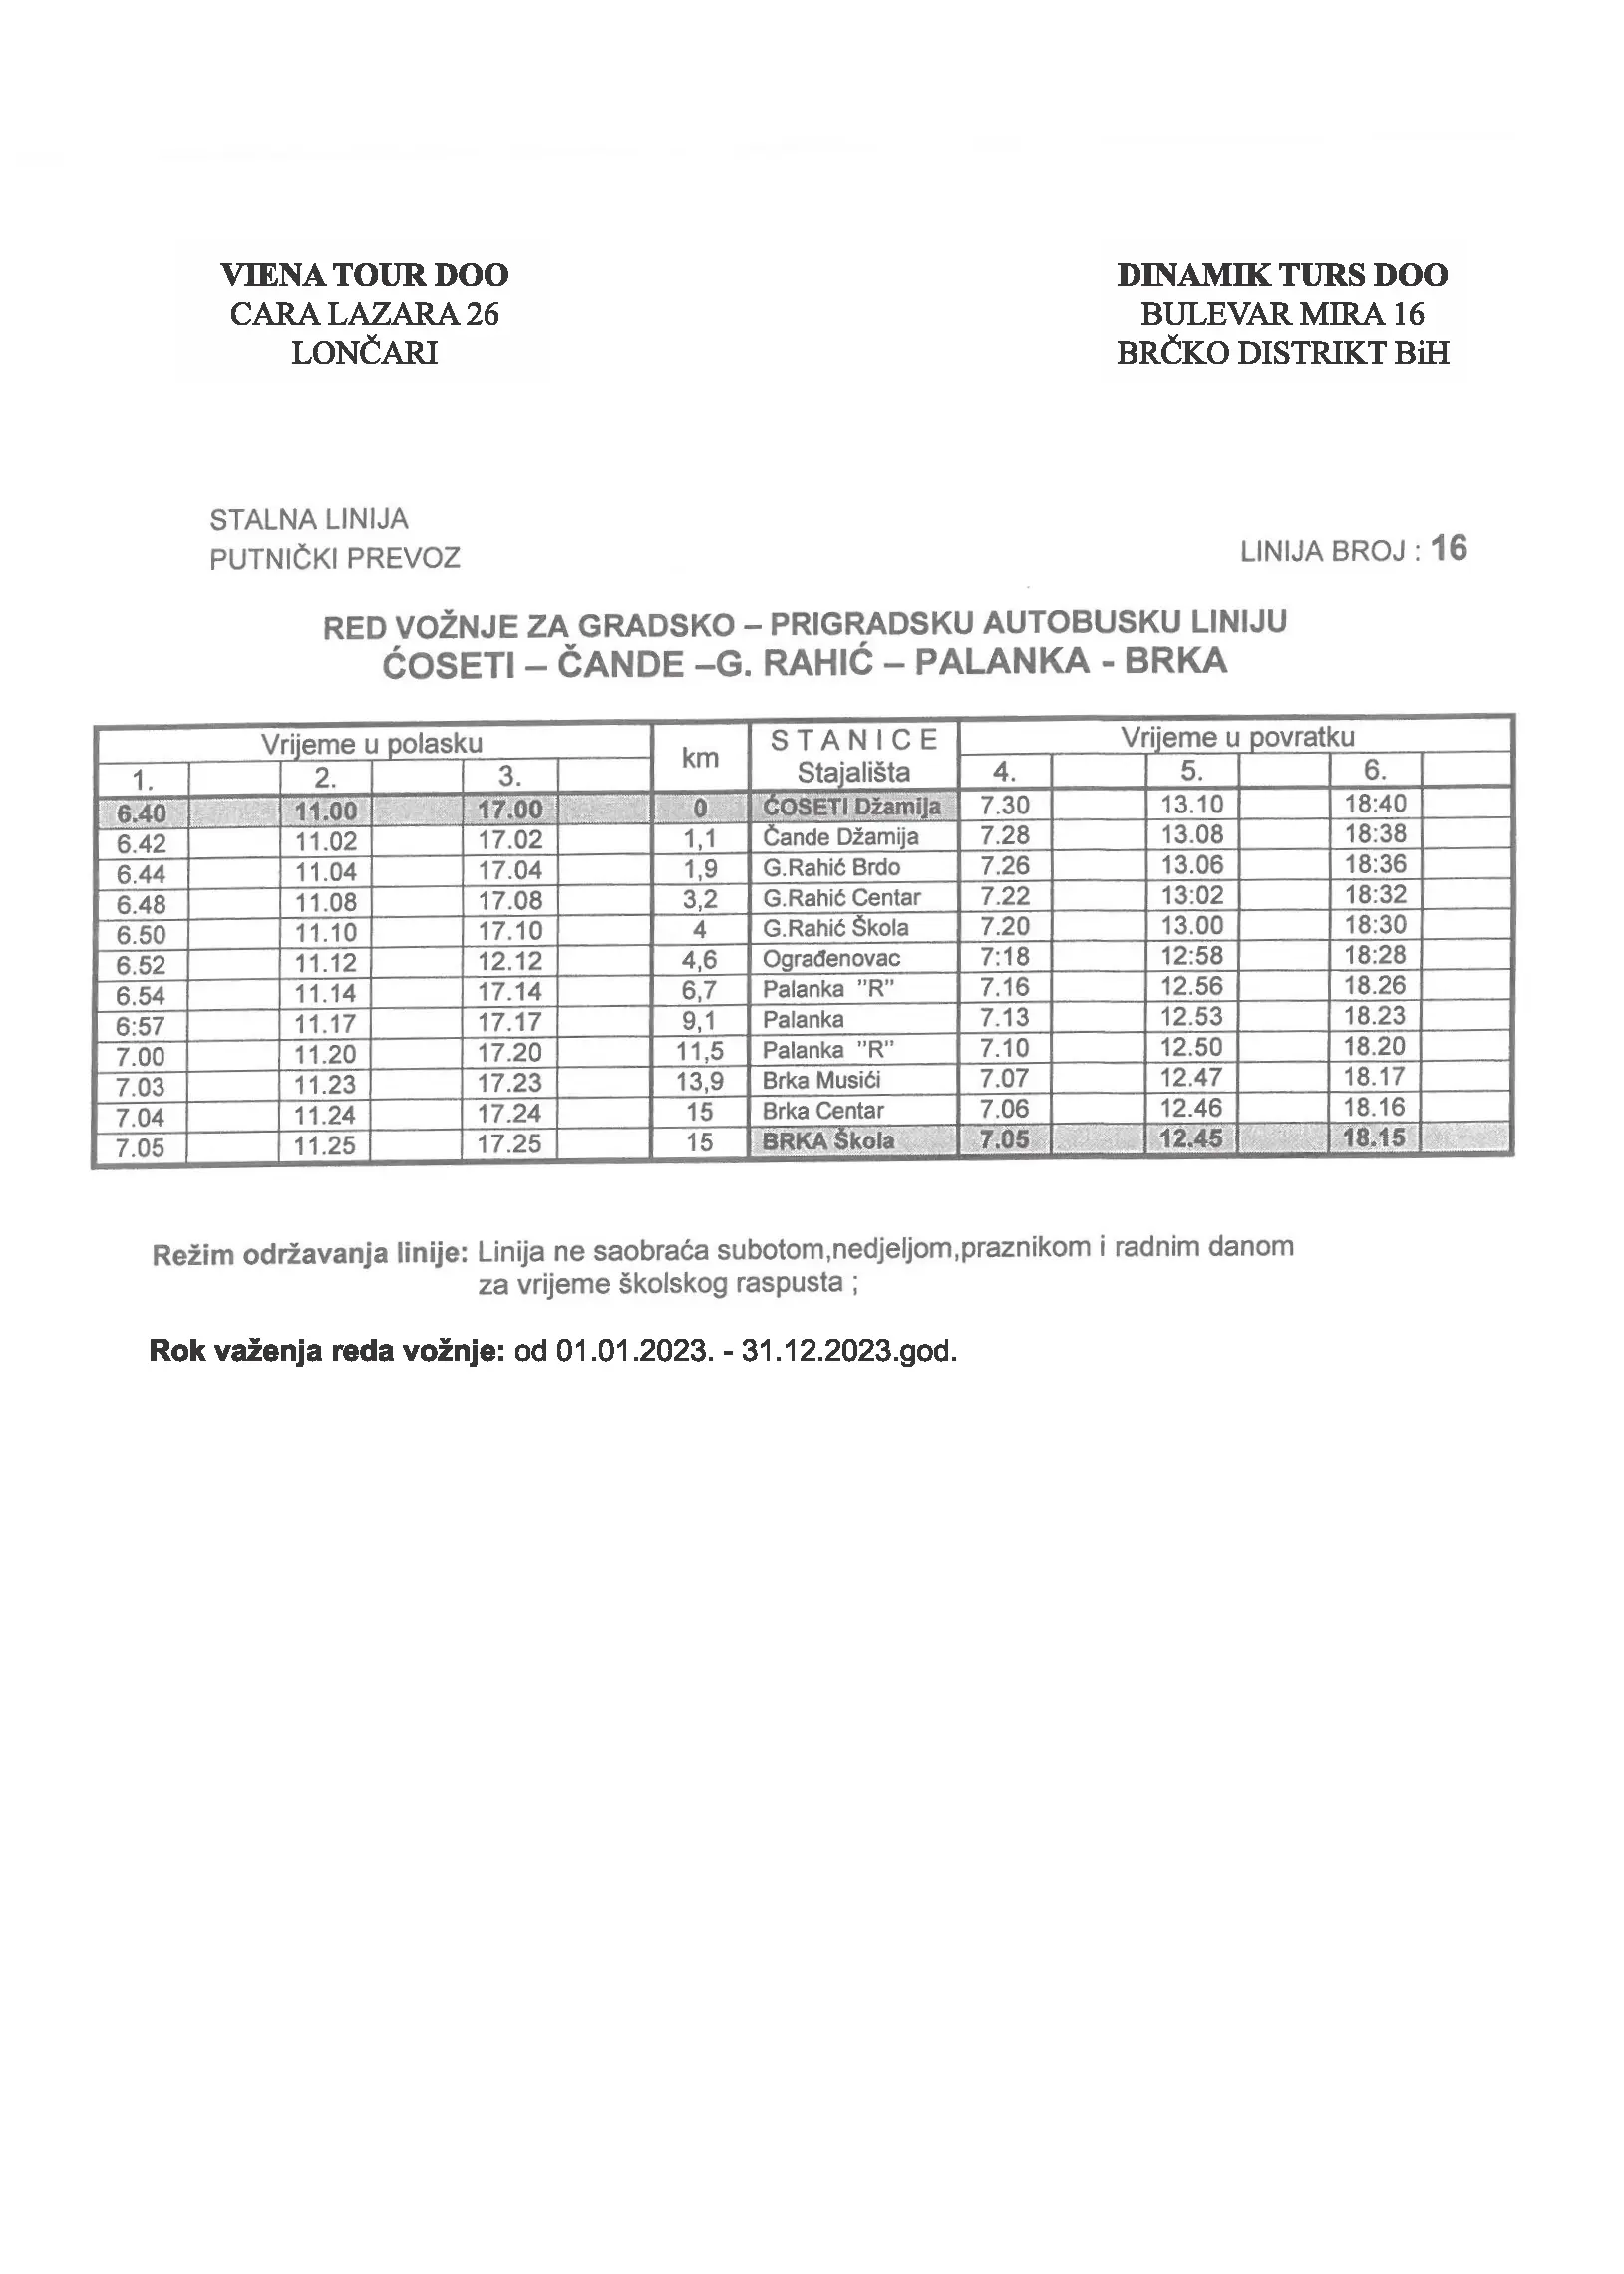 VIENA TOUR DOO
CARA LAZARA 26
LONČARI
DINAMIK TURS DOO
BULEVAR MIRA 16
BRČKO DISTRIKT BiH
STALNA LINIJA
PUTNIČKI PREVOZ
LINIJA BROJ : 16
RED VOŽNJE ZA GRADSKO – PRIGRADSKU AUTOBUSKU LINIJU
ĆOSETI – ČANDE –G. RAHIĆ – PALANKA - BRKA
Vrijeme u polasku km STANICE Stajališta Vrijeme u povratku
1. 2. 3. 4. 5. 6.
6.40 11.00 17.00 0 ĆOSETI Džamija 7.30 13.10 18:40
6.42 11.02 17.02 1,1 Čande Džamija 7.28 13.08 18:38
6.44 11.04 17.04 1,9 G.Rahić Brdo 7.26 13.06 18:36
6.48 11.08 17.08 3,2 G.Rahić Centar 7.22 13:02 18:32
6.50 11.10 17.10 4 G.Rahić Škola 7.20 13.00 18:30
6.52 11.12 12.12 4,6 Ograđenovac 7:18 12:58 18:28
6.54 11.14 17.14 6,7 Palanka "R" 7.16 12.56 18.26
6:57 11.17 17.17 9,1 Palanka 7.13 12.53 18.23
7.00 11.20 17.20 11,5 Palanka "R" 7.10 12.50 18.20
7.03 11.23 17.23 13,9 Brka Musići 7.07 12.47 18.17
7.04 11.24 17.24 15 Brka Centar 7.06 12.46 18.16
7.05 11.25 17.25 15 BRKA Škola 7.05 12.45 18.15
Režim održavanja linije: Linija ne saobraća subotom,nedjeljom,praznikom i radnim danom
za vrijeme školskog raspusta ;
Rok važenja reda vožnje: od 01.01.2023. - 31.12.2023.god.